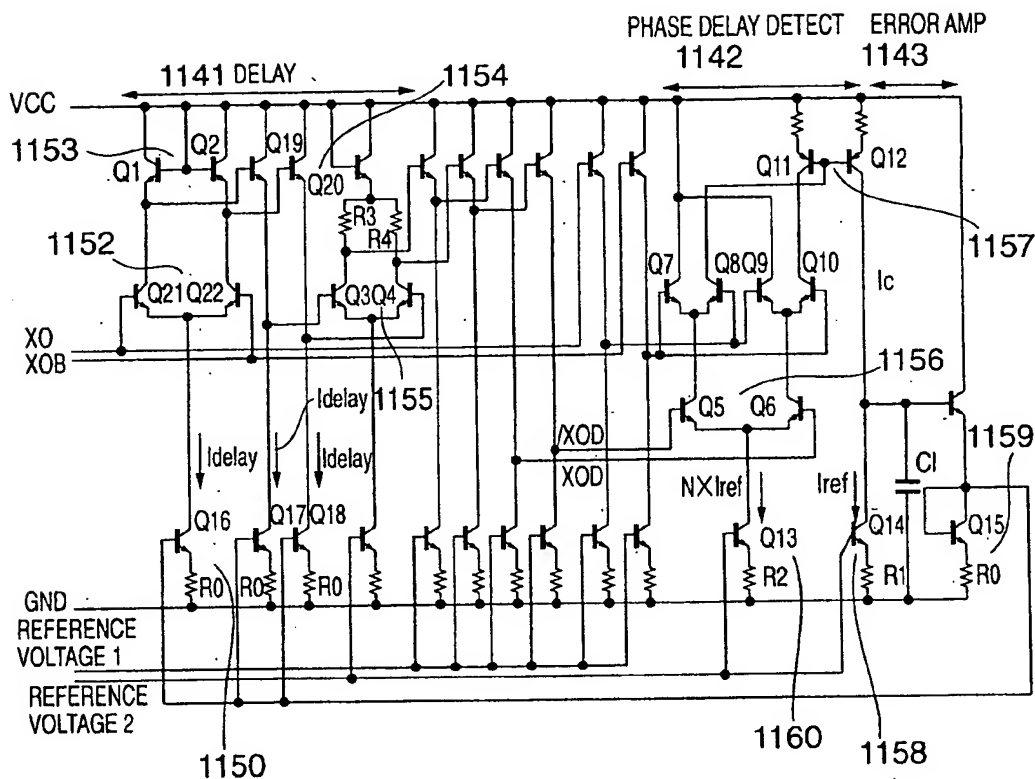 PHASE DELAY DETECT
ERROR AMP
1141 DELAY
1154
1142
1143
VCC
1153
Q1
Q2
Q19
Q20
Q11
Q12
R3
R4
1157
1152
Q21
Q22
Q3
Q4
Q7
Q8
Q9
Q10
Ic
XO
XOB
1155
1156
Idelay
Q5
Q6
/XOD
XOD
1159
Idelay
Idelay
N×Iref
Iref
CI
Q16
Q17
Q18
Q13
Q14
Q15
R0
R0
R0
R2
R1
R0
GND
REFERENCE
VOLTAGE 1
REFERENCE
VOLTAGE 2
1150
1160
1158